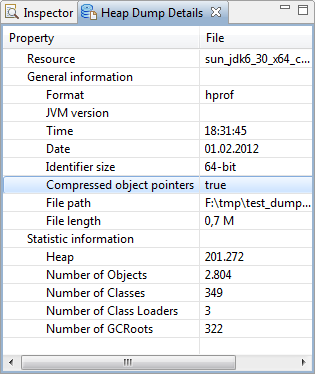 Inspector Heap Dump Details
Property File
Resource sun_jdk6_30_x64_c...
General information
Format hprof
JVM version
Time 18:31:45
Date 01.02.2012
Identifier size 64-bit
Compressed object pointers true
File path F:\tmp\test_dump...
File length 0,7 M
Statistic information
Heap 201.272
Number of Objects 2.804
Number of Classes 349
Number of Class Loaders 3
Number of GCRoots 322